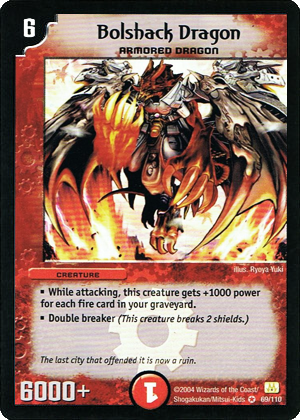 6
Bolshack Dragon
ARMORED DRAGON
illus. Ryoya Yuki
CREATURE
▪ While attacking, this creature gets +1000 power
for each fire card in your graveyard.
▪ Double breaker (This creature breaks 2 shields.)
The last city that offended it is now a ruin.
6000+
1
©2004 Wizards of the Coast/
Shogakukan/Mitsui-Kids
69/110